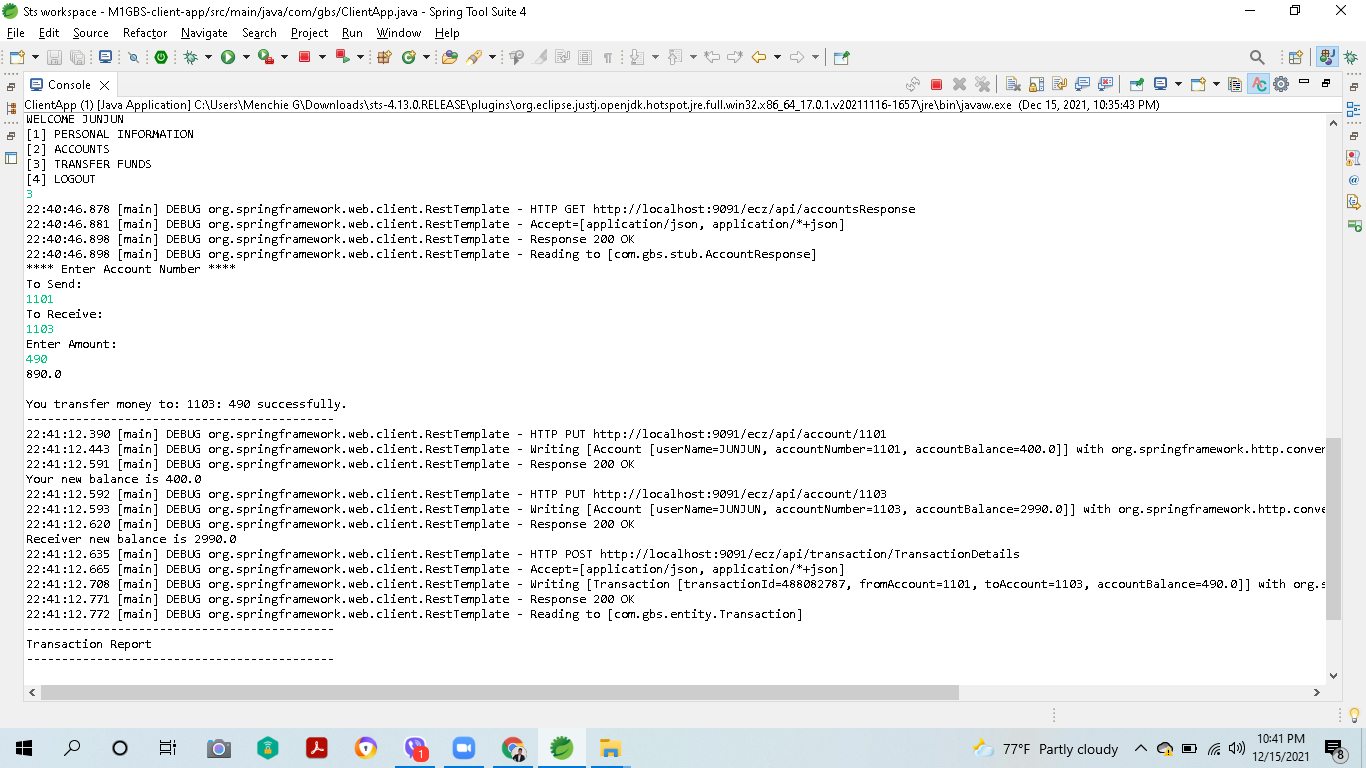 Sts workspace - M1GBS-client-app/src/main/java/com/gbs/ClientApp.java - Spring Tool Suite 4
File Edit Source Refactor Navigate Search Project Run Window Help
Console
ClientApp (1) [Java Application] C:\Users\Menchie G\Downloads\sts-4.13.0.RELEASE\plugins\org.eclipse.justj.openjdk.hotspot.jre.full.win32.x86_64_17.0.1.v20211116-1657\jre\bin\javaw.exe (Dec 15, 2021, 10:35:43 PM)
WELCOME JUNJUN
[1] PERSONAL INFORMATION
[2] ACCOUNTS
[3] TRANSFER FUNDS
[4] LOGOUT
3
22:40:46.878 [main] DEBUG org.springframework.web.client.RestTemplate - HTTP GET http://localhost:9091/ecz/api/accountsResponse
22:40:46.881 [main] DEBUG org.springframework.web.client.RestTemplate - Accept=[application/json, application/*+json]
22:40:46.898 [main] DEBUG org.springframework.web.client.RestTemplate - Response 200 OK
22:40:46.898 [main] DEBUG org.springframework.web.client.RestTemplate - Reading to [com.gbs.stub.AccountResponse]
**** Enter Account Number ****
To Send:
1101
To Receive:
1103
Enter Amount:
490
890.0
You transfer money to: 1103: 490 successfully.
--------------------------------------------
22:41:12.390 [main] DEBUG org.springframework.web.client.RestTemplate - HTTP PUT http://localhost:9091/ecz/api/account/1101
22:41:12.443 [main] DEBUG org.springframework.web.client.RestTemplate - Writing [Account [userName=JUNJUN, accountNumber=1101, accountBalance=400.0]] with org.springframework.http.conver
22:41:12.591 [main] DEBUG org.springframework.web.client.RestTemplate - Response 200 OK
Your new balance is 400.0
22:41:12.592 [main] DEBUG org.springframework.web.client.RestTemplate - HTTP PUT http://localhost:9091/ecz/api/account/1103
22:41:12.593 [main] DEBUG org.springframework.web.client.RestTemplate - Writing [Account [userName=JUNJUN, accountNumber=1103, accountBalance=2990.0]] with org.springframework.http.conve
22:41:12.620 [main] DEBUG org.springframework.web.client.RestTemplate - Response 200 OK
Receiver new balance is 2990.0
22:41:12.635 [main] DEBUG org.springframework.web.client.RestTemplate - HTTP POST http://localhost:9091/ecz/api/transaction/TransactionDetails
22:41:12.665 [main] DEBUG org.springframework.web.client.RestTemplate - Accept=[application/json, application/*+json]
22:41:12.708 [main] DEBUG org.springframework.web.client.RestTemplate - Writing [Transaction [transactionId=488082787, fromAccount=1101, toAccount=1103, accountBalance=490.0]] with org.s
22:41:12.771 [main] DEBUG org.springframework.web.client.RestTemplate - Response 200 OK
22:41:12.772 [main] DEBUG org.springframework.web.client.RestTemplate - Reading to [com.gbs.entity.Transaction]
--------------------------------------------
Transaction Report
--------------------------------------------
1
77°F Partly cloudy
10:41 PM
12/15/2021
8